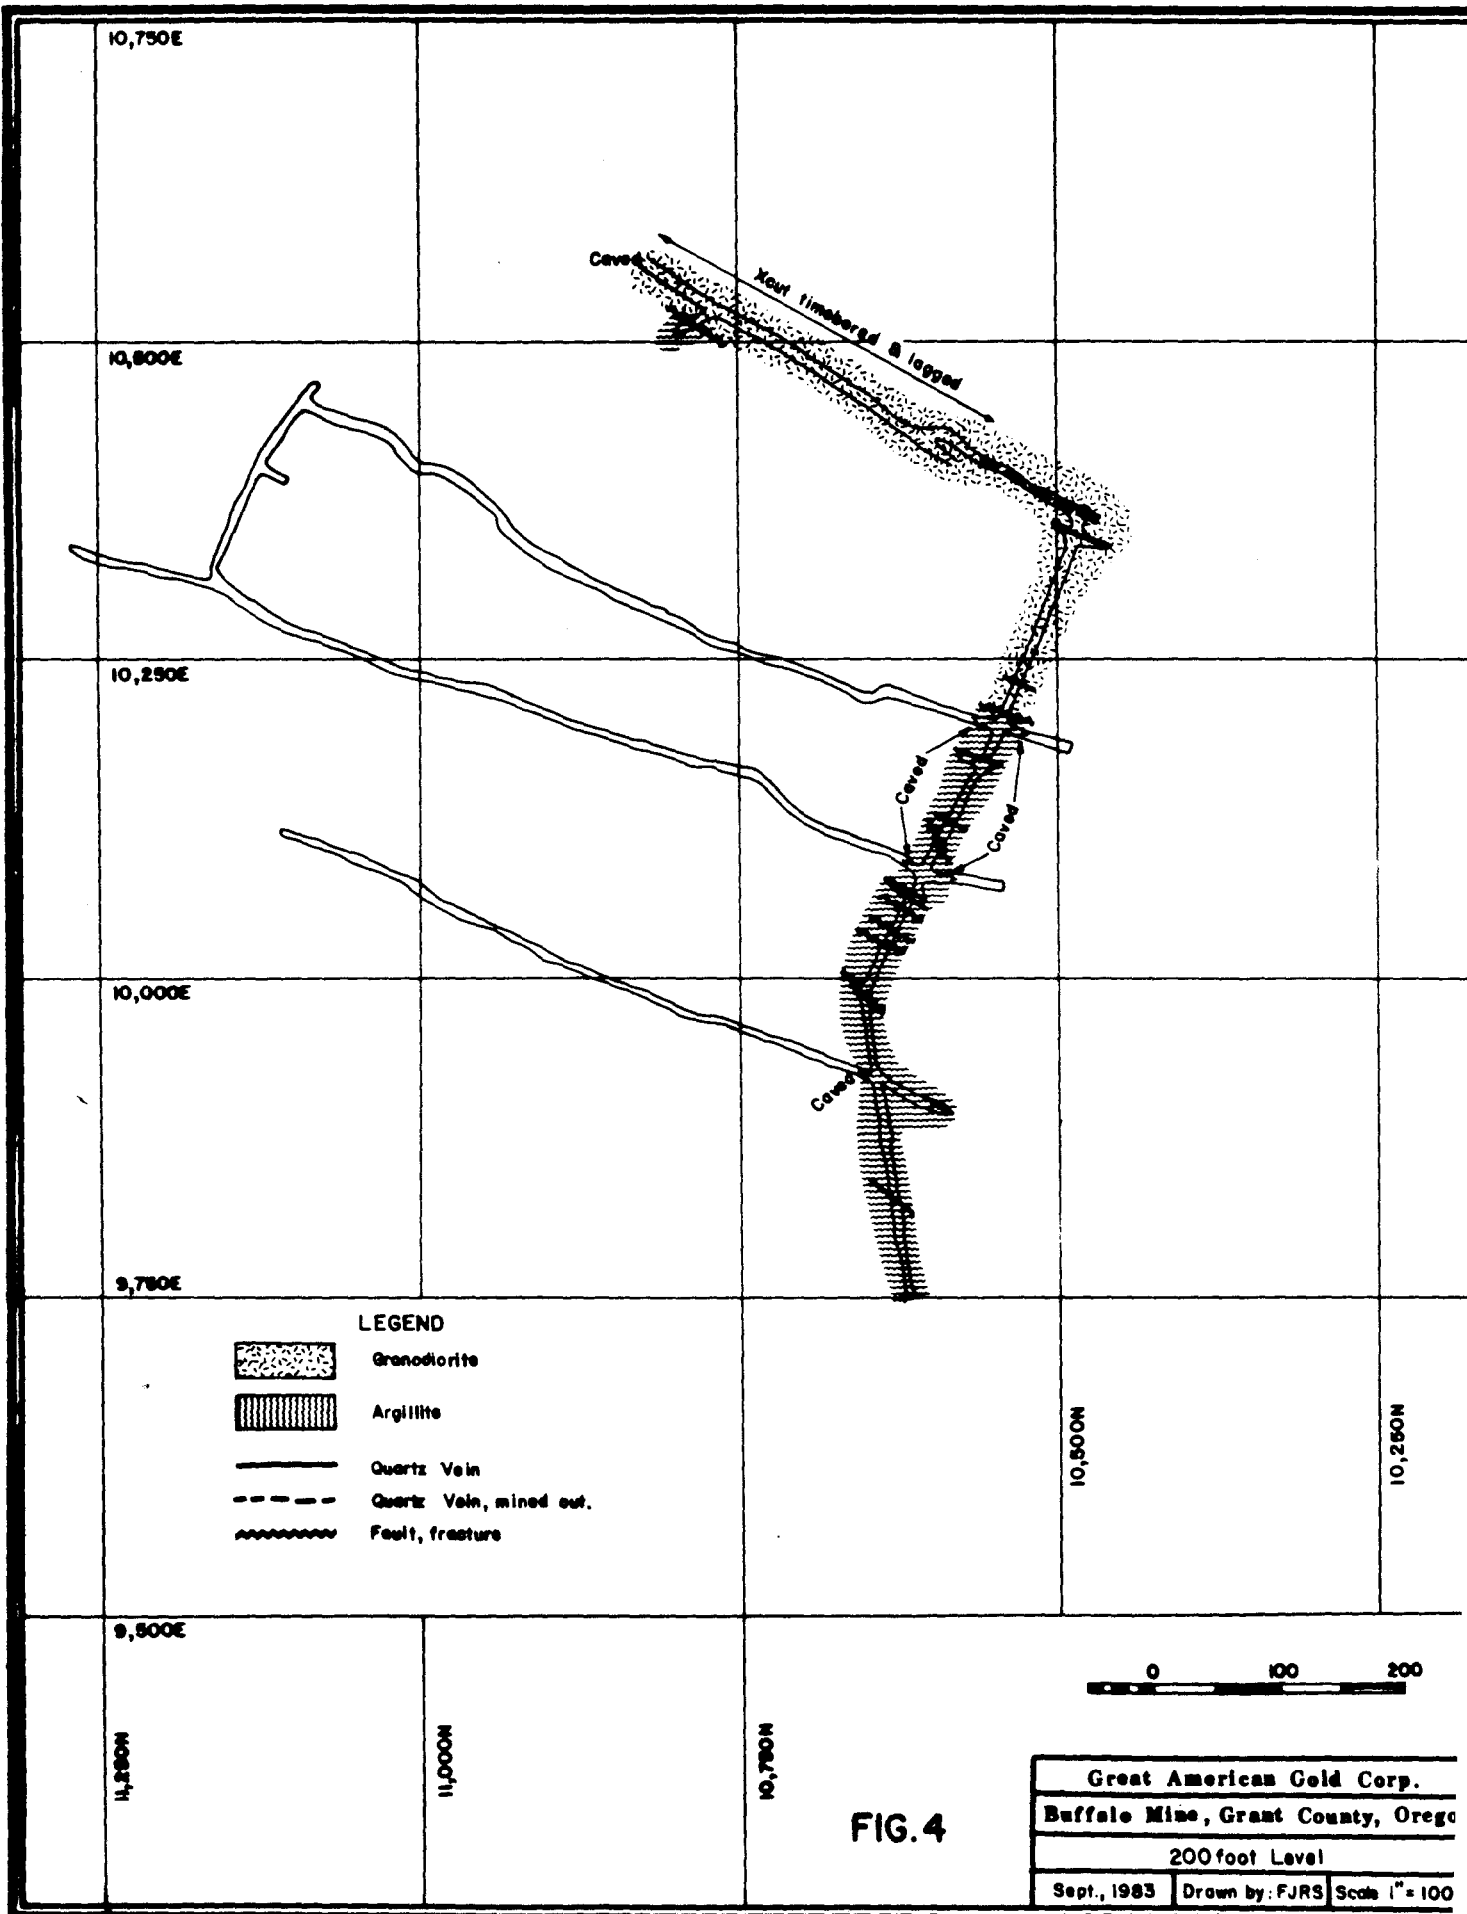 10,750E
Caved
Xcut timebered & lagged
10,500E
10,250E
Caved
Caved
10,000E
Caved
9,750E
LEGEND
Granodiorite
Argillite
Quartz Vein
Quartz Vein, mined out.
Fault, fracture
10,500N
10,250N
9,500E
0 100 200
11,250N
11,000N
10,750N
FIG. 4
Great American Gold Corp.
Buffalo Mine, Grant County, Orego
200 foot Level
Sept., 1983 Drawn by: FJRS Scale 1" = 100